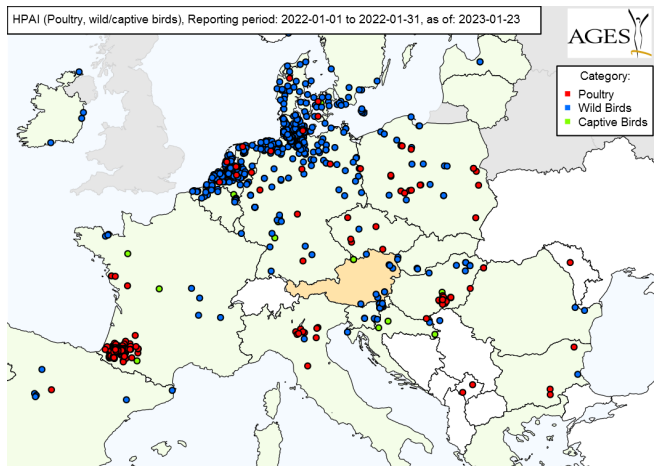 HPAI (Poultry, wild/captive birds), Reporting period: 2022-01-01 to 2022-01-31, as of: 2023-01-23
AGES
Category:
Poultry
Wild Birds
Captive Birds